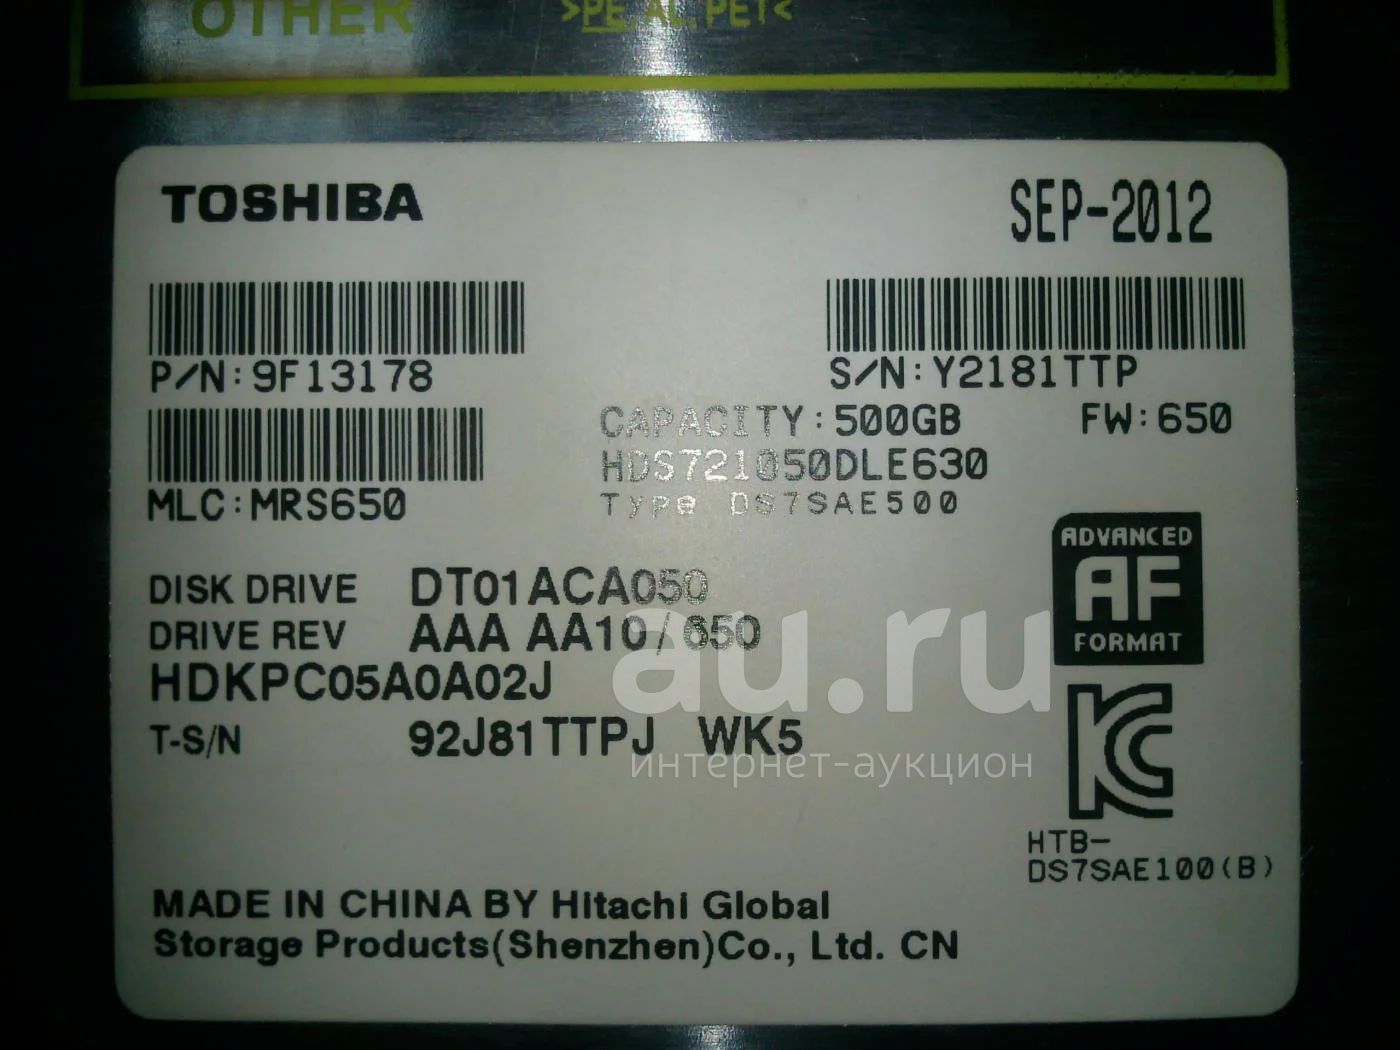 OTHER
>PE, AL, PET<
TOSHIBA
SEP-2012
P/N:9F13178
S/N:Y2181TTP
CAPACITY:500GB FW:650
HDS721050DLE630
MLC:MRS650
Type DS7SAE500
ADVANCED
AF
FORMAT
DISK DRIVE DT01ACA050
DRIVE REV AAA AA10/650
HDKPC05A0A02J
T-S/N 92J81TTPJ WK5
au.ru
интернет-аукцион
HTB-
DS7SAE100(B)
MADE IN CHINA BY Hitachi Global
Storage Products(Shenzhen)Co., Ltd. CN